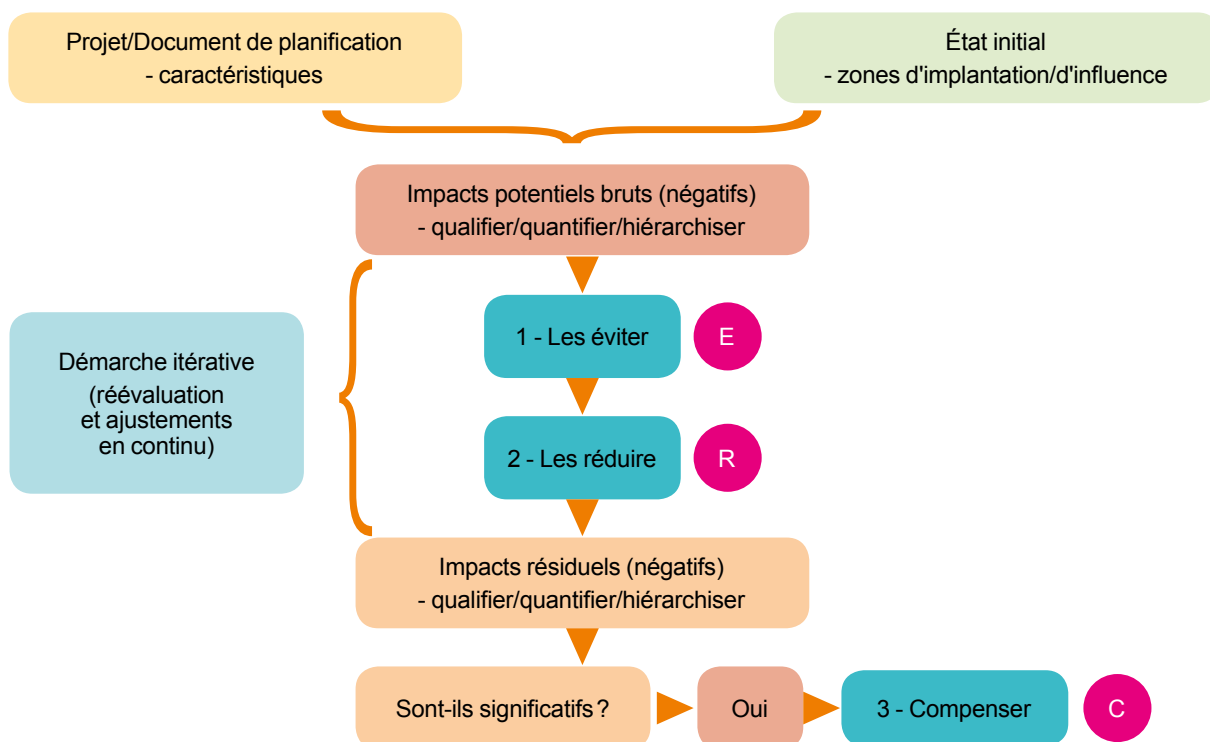 Projet/Document de planification
- caractéristiques
État initial
- zones d'implantation/d'influence
Impacts potentiels bruts (négatifs)
- qualifier/quantifier/hiérarchiser
1 - Les éviter
E
Démarche itérative
(réévaluation
et ajustements
en continu)
2 - Les réduire
R
Impacts résiduels (négatifs)
- qualifier/quantifier/hiérarchiser
Sont-ils significatifs ?
Oui
3 - Compenser
C